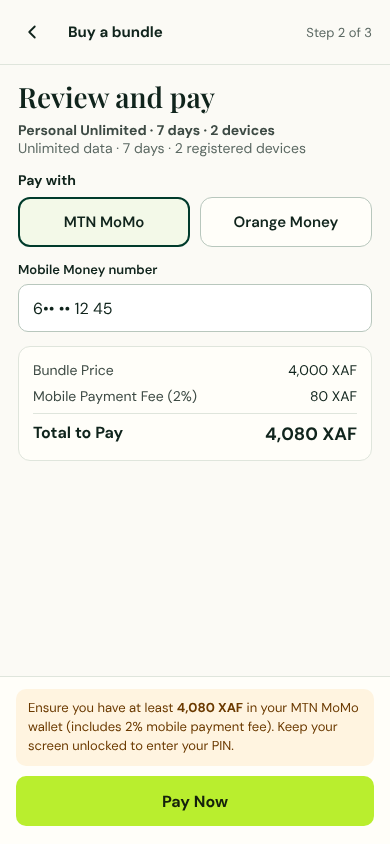 Buy a bundle
Step 2 of 3
Review and pay
Personal Unlimited · 7 days · 2 devices
Unlimited data · 7 days · 2 registered devices
Pay with
MTN MoMo
Orange Money
Mobile Money number
6•• •• 12 45
Bundle Price 4,000 XAF
Mobile Payment Fee (2%) 80 XAF
Total to Pay 4,080 XAF
Ensure you have at least 4,080 XAF in your MTN MoMo
wallet (includes 2% mobile payment fee). Keep your
screen unlocked to enter your PIN.
Pay Now